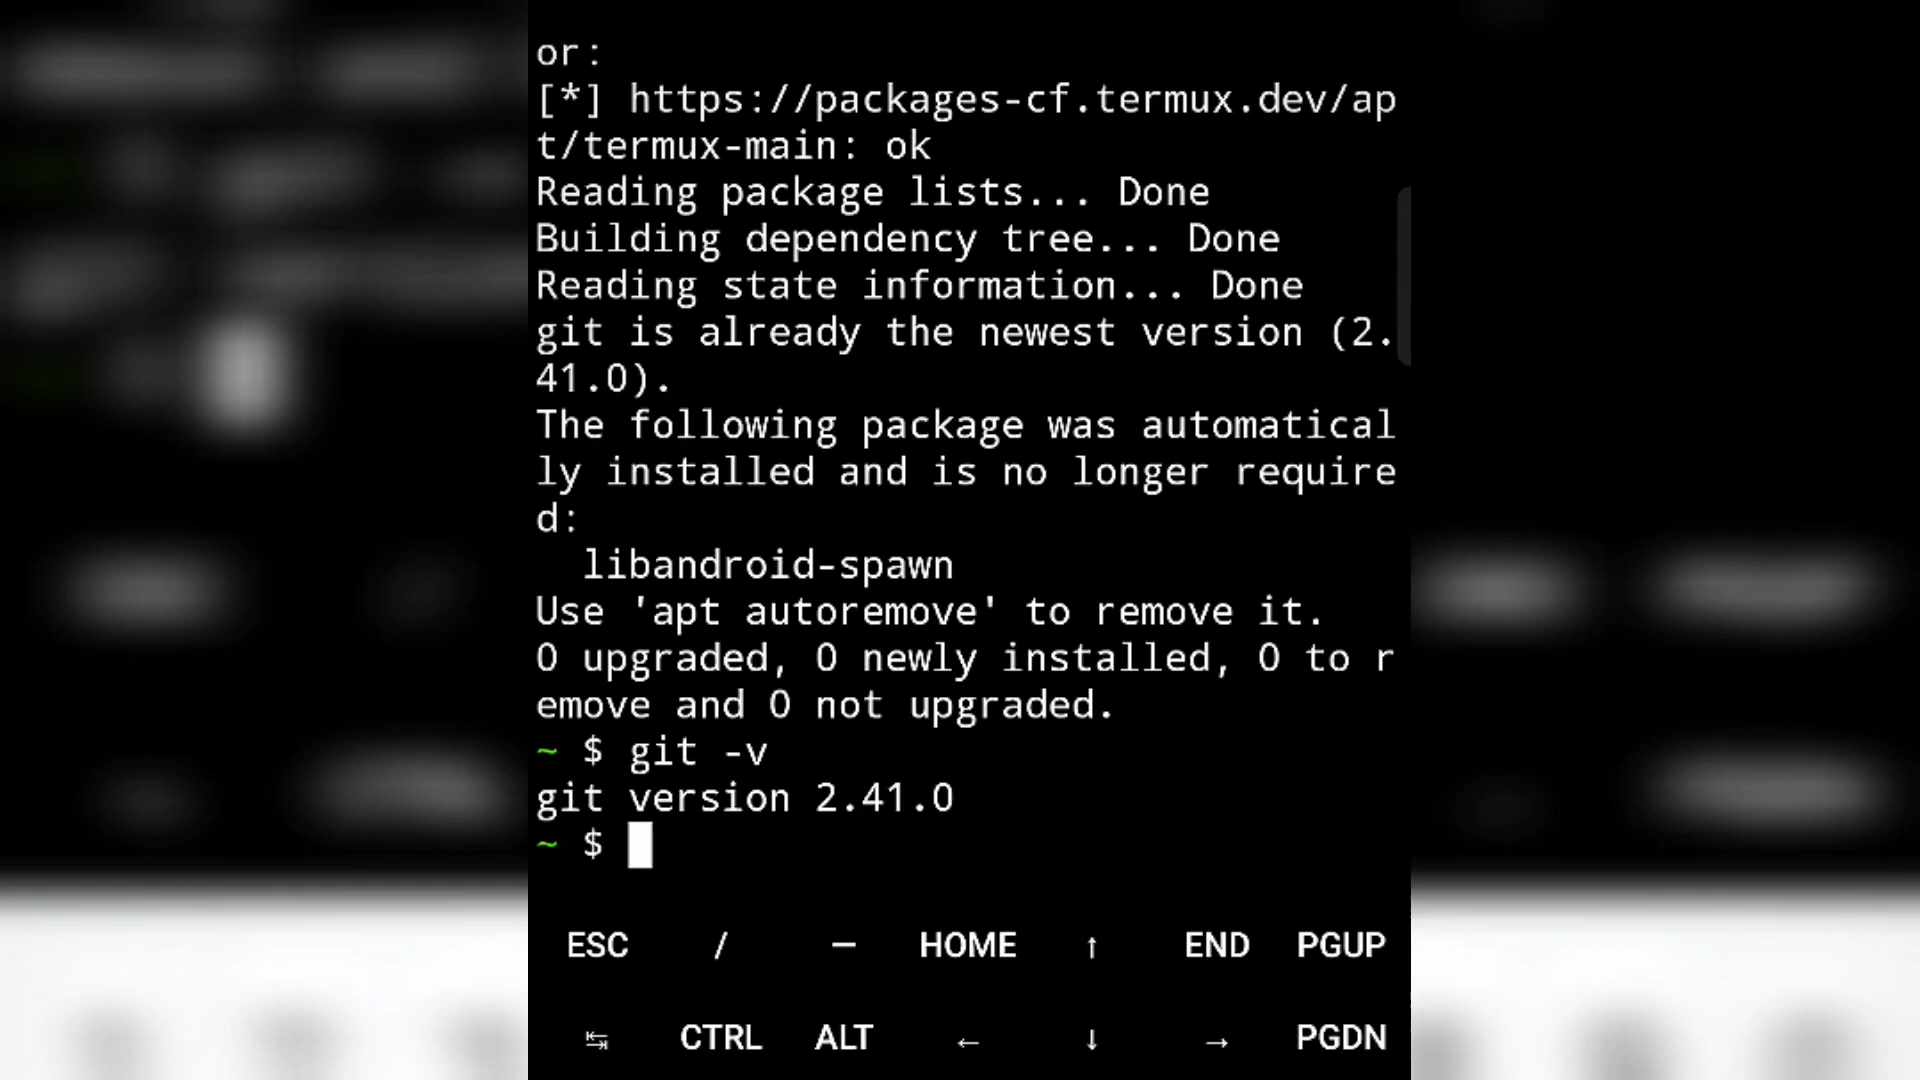 or:
[*] https://packages-cf.termux.dev/ap
t/termux-main: ok
Reading package lists... Done
Building dependency tree... Done
Reading state information... Done
git is already the newest version (2.
41.0).
The following package was automatical
ly installed and is no longer require
d:
  libandroid-spawn
Use 'apt autoremove' to remove it.
0 upgraded, 0 newly installed, 0 to r
emove and 0 not upgraded.
~ $ git -v
git version 2.41.0
~ $
ESC / — HOME ↑ END PGUP
↹ CTRL ALT ← ↓ → PGDN